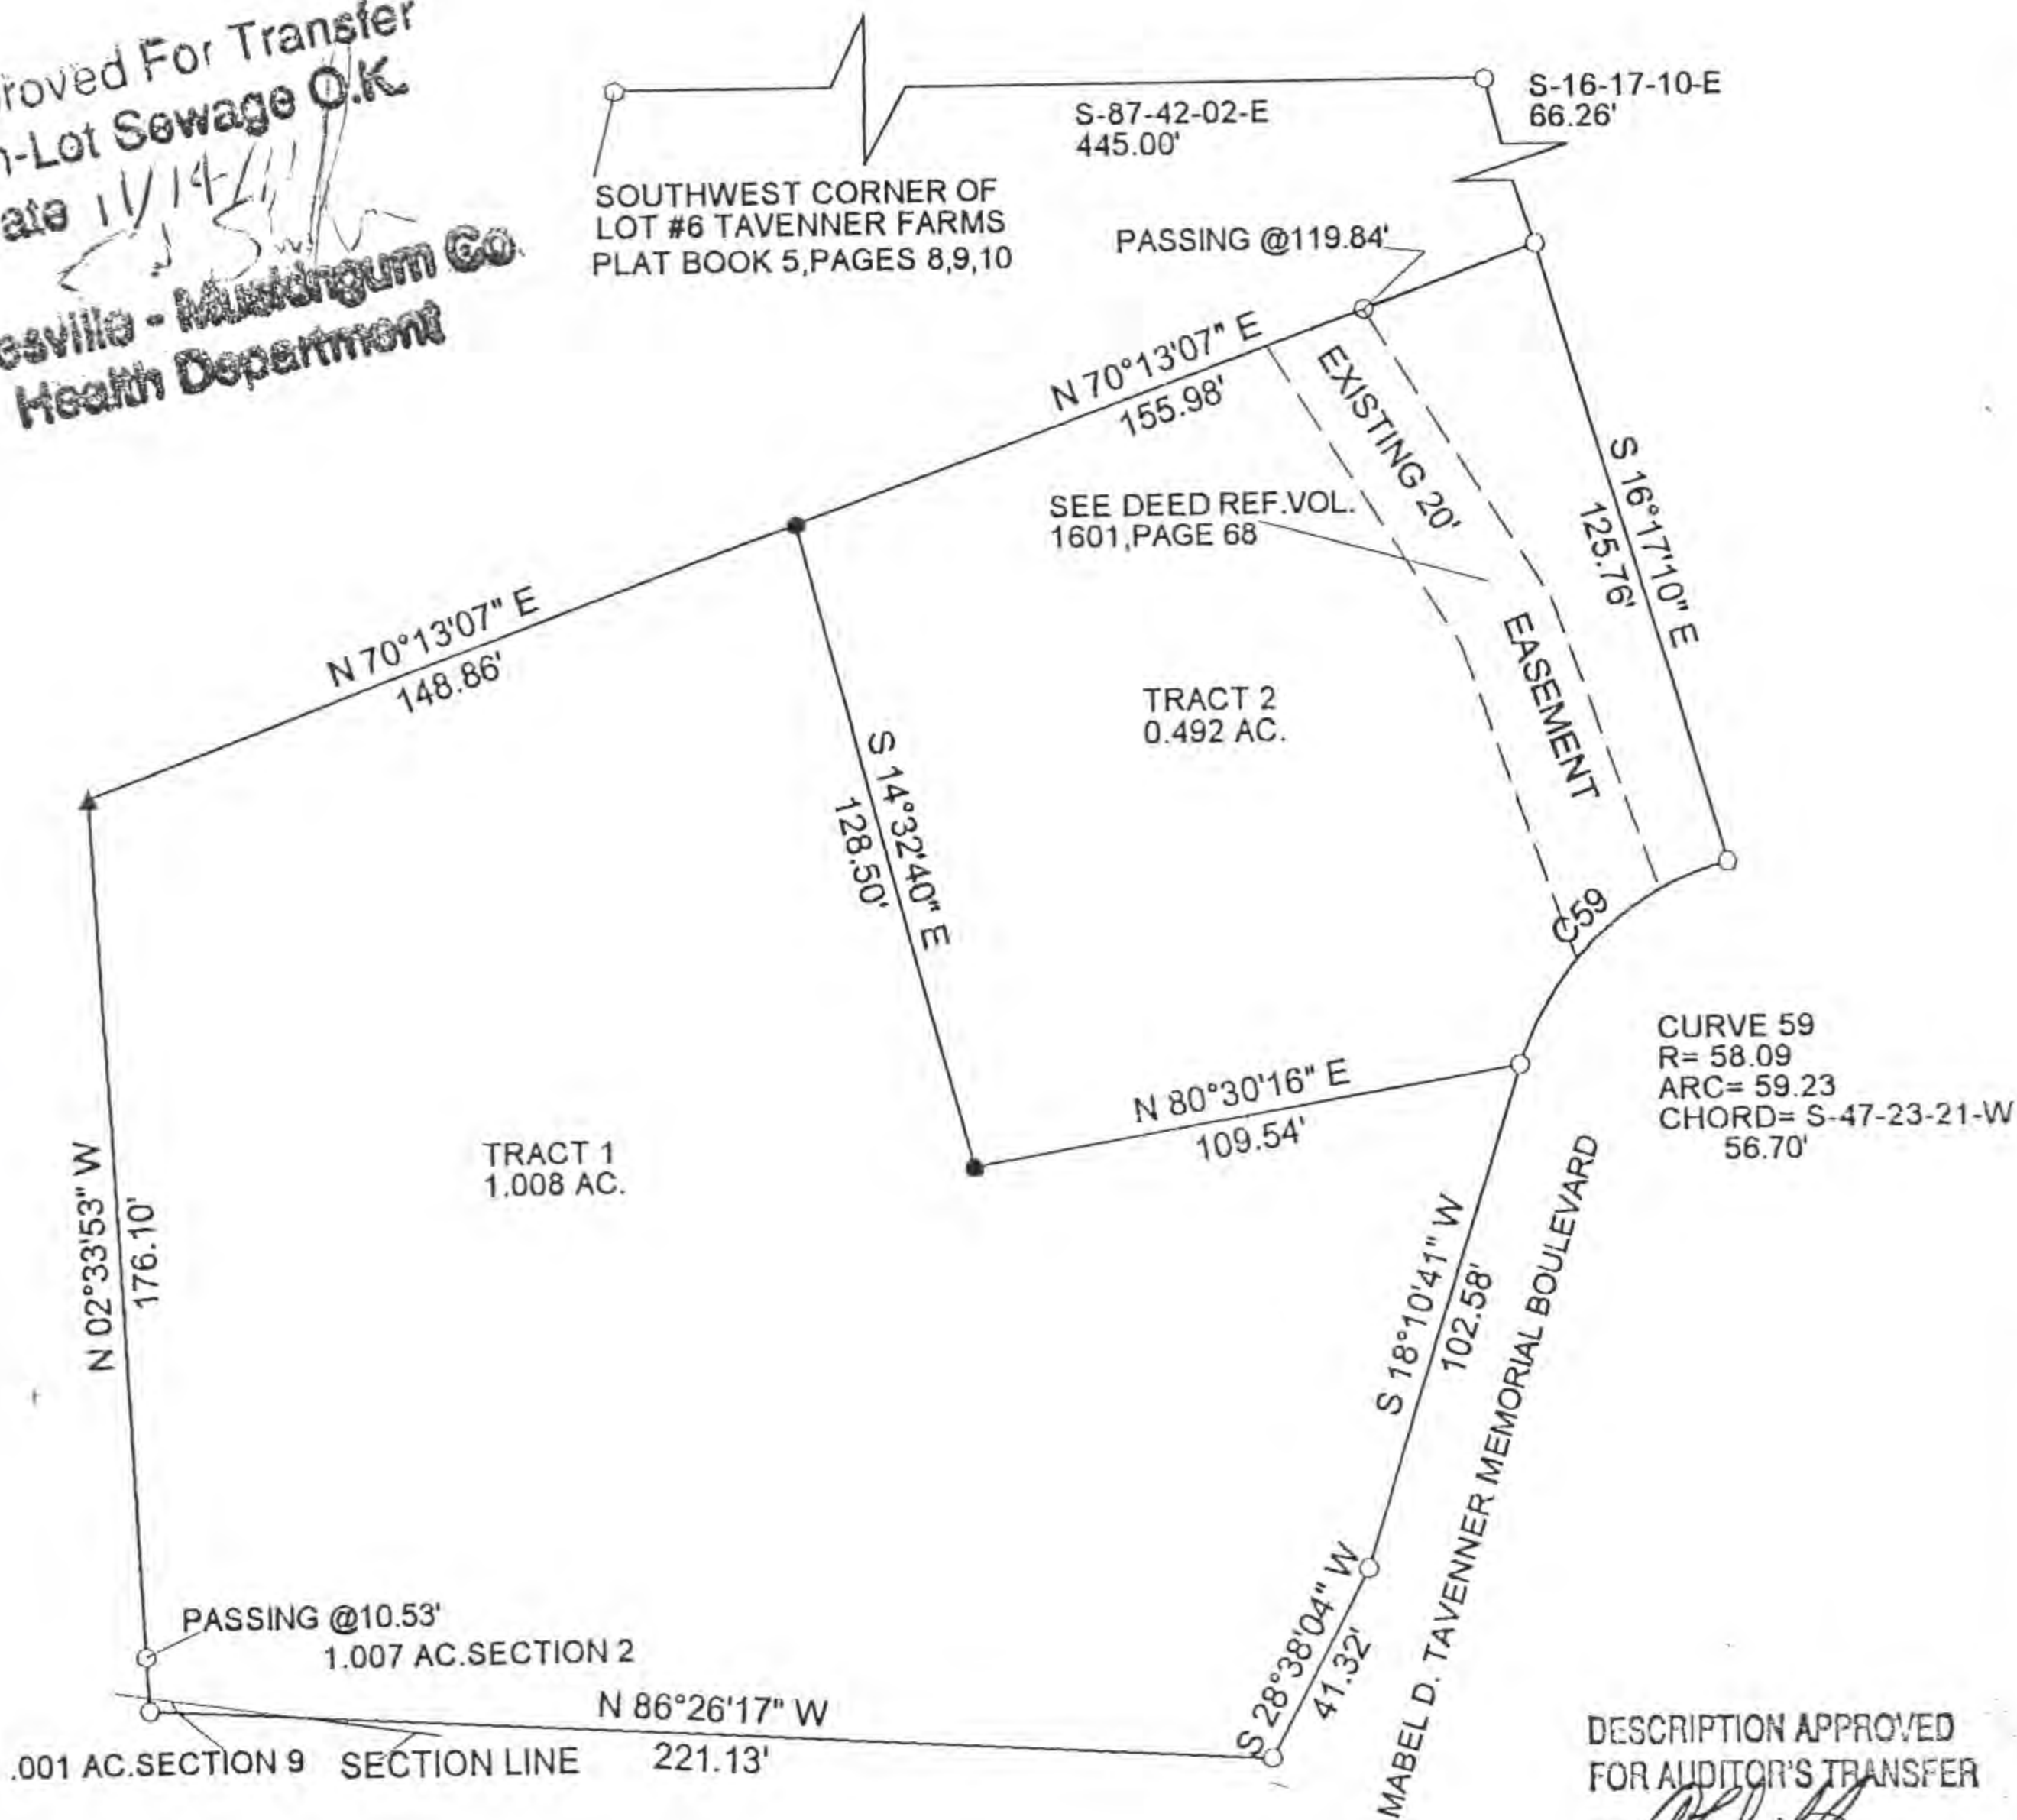 roved For Transfer
n-Lot Sewage O.K.
ate 11/14/11
esville - Muskingum Co.
Health Department
S-87-42-02-E
445.00'
S-16-17-10-E
66.26'
SOUTHWEST CORNER OF
LOT #6 TAVENNER FARMS
PLAT BOOK 5,PAGES 8,9,10
PASSING @119.84'
N 70°13'07" E
155.98'
EXISTING 20'
EASEMENT
S 16°17'10" E
125.76'
SEE DEED REF.VOL.
1601,PAGE 68
N 70°13'07" E
148.86'
TRACT 2
0.492 AC.
S 14°32'40" E
128.50'
C59
CURVE 59
R= 58.09
ARC= 59.23
CHORD= S-47-23-21-W
56.70'
N 80°30'16" E
109.54'
TRACT 1
1.008 AC.
N 02°33'53" W
176.10'
S 18°10'41" W
102.58'
MABEL D. TAVENNER MEMORIAL BOULEVARD
S 28°38'04" W
41.32'
PASSING @10.53'
1.007 AC.SECTION 2
N 86°26'17" W
221.13'
.001 AC.SECTION 9
SECTION LINE
DESCRIPTION APPROVED
FOR AUDITOR'S TRANSFER